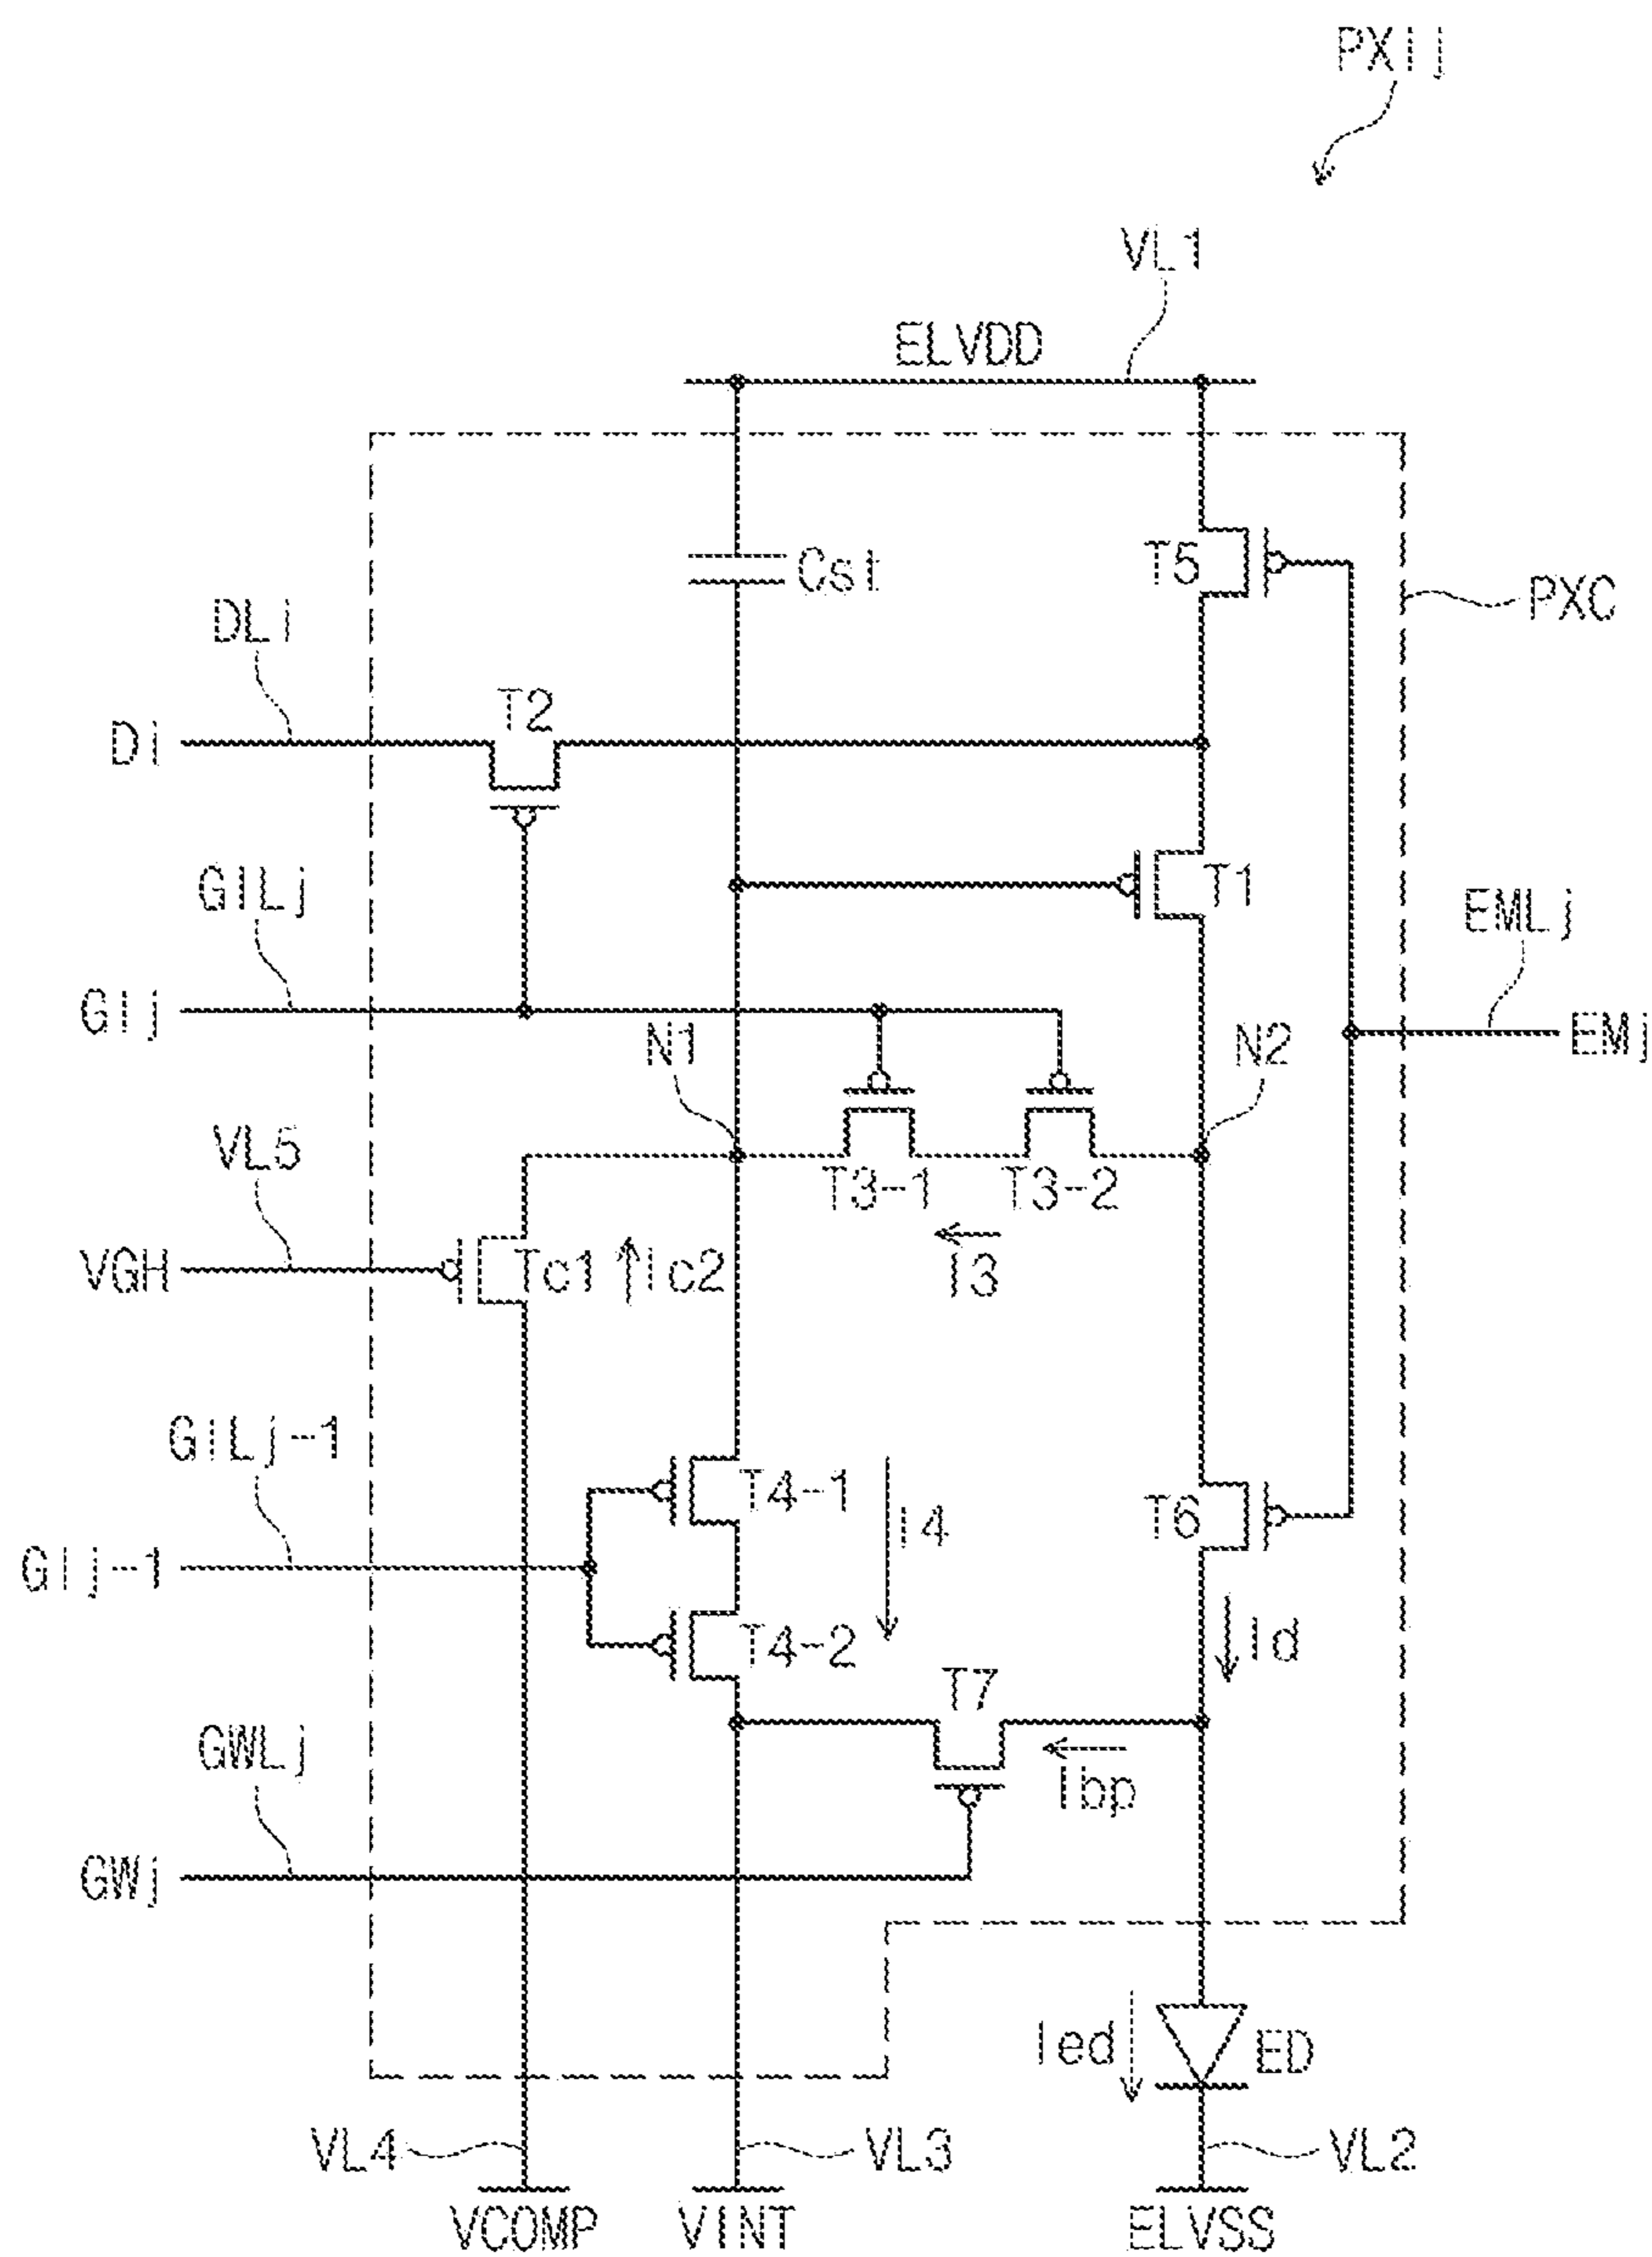 PXij
VL1
ELVDD
T5
Cst
PXC
DLi
T2
Di
T1
GILj
EMLj
GIj
EMj
N1
N2
VL5
T3-1
T3-2
VGH
Tc1
Ic2
I3
GILj-1
T4-1
I4
T6
GIj-1
T4-2
Id
T7
GWLj
Ibp
GWj
Ied
ED
VL4
VL3
VL2
VCOMP
VINT
ELVSS